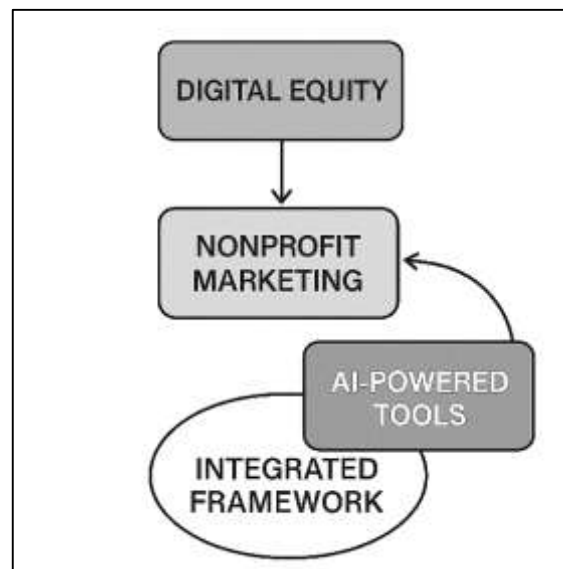 DIGITAL EQUITY
NONPROFIT
MARKETING
AI-POWERED
TOOLS
INTEGRATED
FRAMEWORK